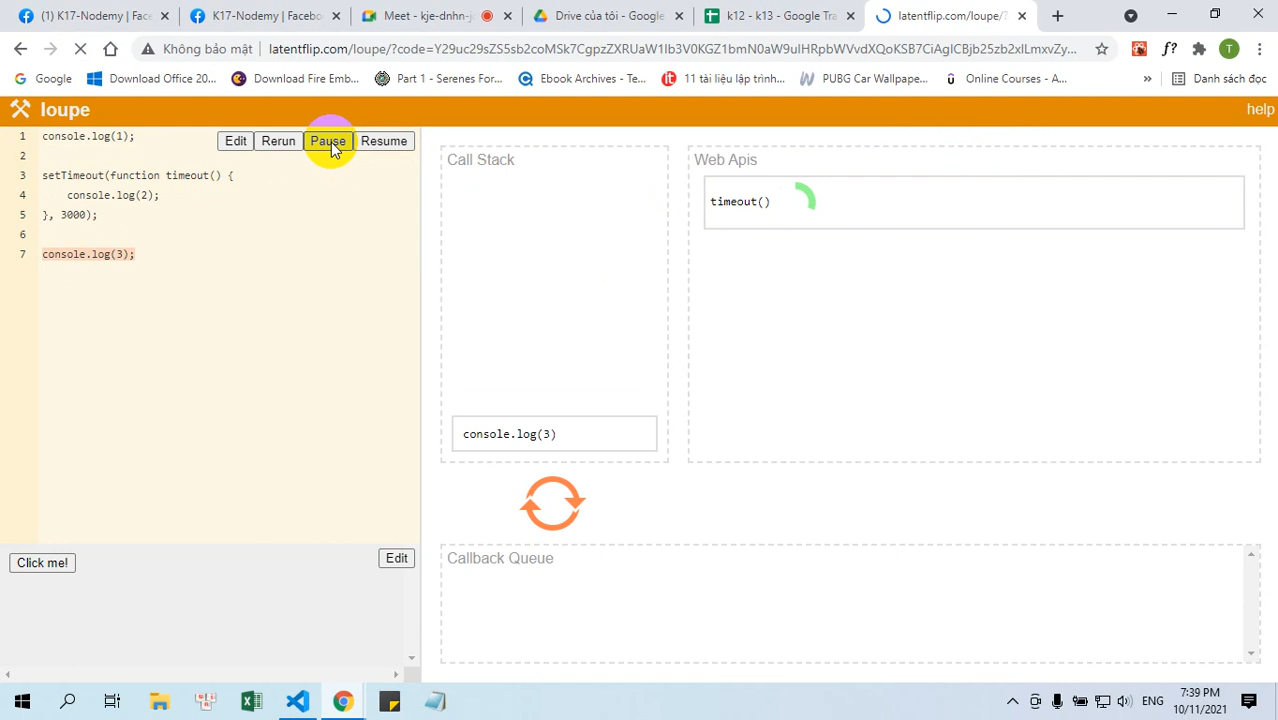 (1) K17-Nodemy | Face
K17-Nodemy | Facebook
Meet - kje-dnhn-
Drive của tôi - Google
k12 - k13 - Google Tra
latentflip.com/loupe/?
Không bảo mật
latentflip.com/loupe/?code=Y29uc29sZS5sb2coMSk7CgpzZXRUaW1lb3V0KGZ1bmN0aW9uIHRpbWVvdXQoKSB7CiAgICBjb25zb2xlLmxvZy...
Google
Download Office 20...
Download Fire Emb...
Part 1 - Serenes For...
Ebook Archives - Te...
11 tài liệu lập trình...
PUBG Car Wallpape...
Online Courses - A...
»
Danh sách đọc
loupe
help
Edit
Rerun
Pause
Resume
1 console.log(1);
2
3 setTimeout(function timeout() {
4 console.log(2);
5 }, 3000);
6
7 console.log(3);
Call Stack
Web Apis
timeout()
console.log(3)
Click me!
Edit
Callback Queue
ENG
7:39 PM
10/11/2021